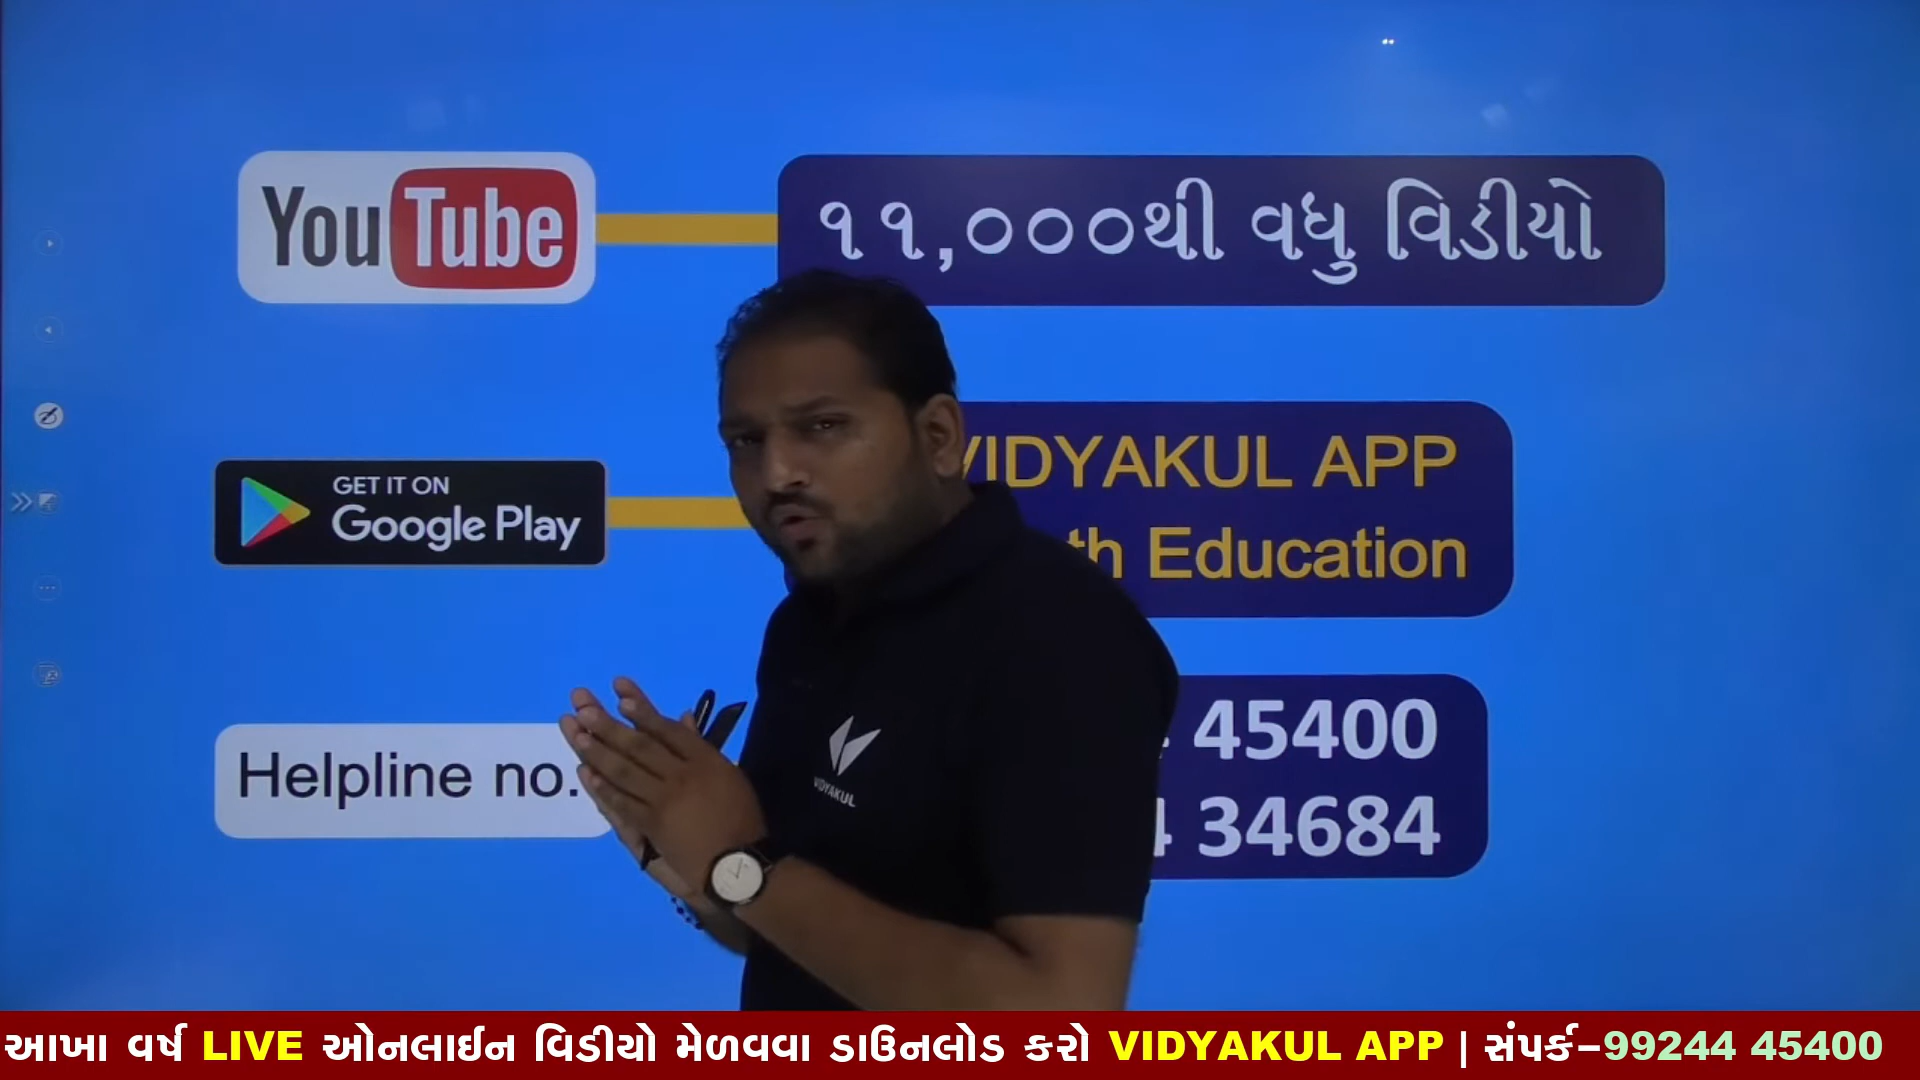 YouTube
૧૧,૦૦૦થી વધુ વિડીયો
GET IT ON
Google Play
VIDYAKUL APP
Education
Helpline no.
45400
34684
VIDYAKUL
આખા વર્ષ LIVE ઓનલાઈન વિડીયો મેળવવા ડાઉનલોડ કરો VIDYAKUL APP | સંપર્ક-99244 45400